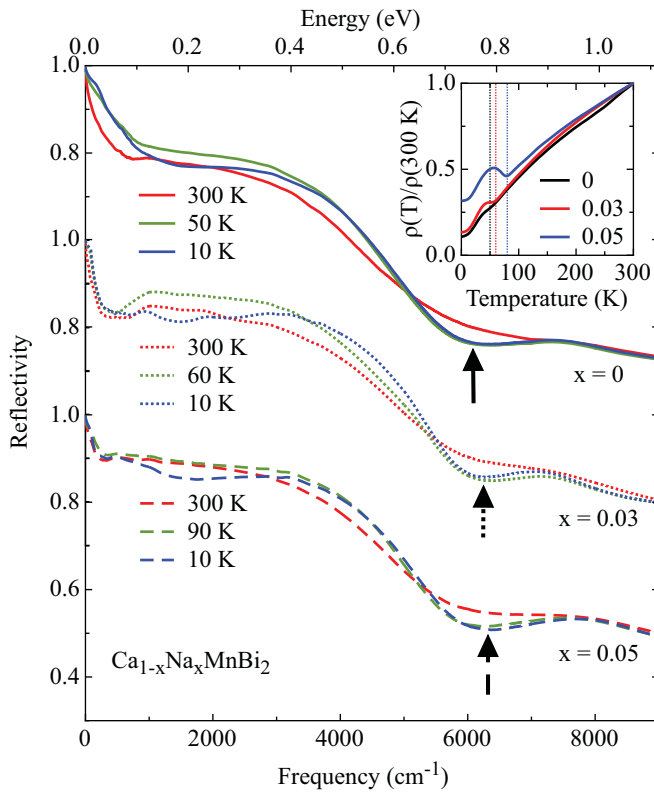 Energy (eV)
0.0 0.2 0.4 0.6 0.8 1.0
1.0
0.8
1.0
0.8
1.0
0.8
0.6
0.4
Reflectivity
300 K
50 K
10 K
x = 0
300 K
60 K
10 K
x = 0.03
300 K
90 K
10 K
x = 0.05
Ca1-xNaxMnBi2
ρ(T)/ρ(300 K)
1.0
0.5
0.0
0
0.03
0.05
0 100 200 300
Temperature (K)
0 2000 4000 6000 8000
Frequency (cm-1)